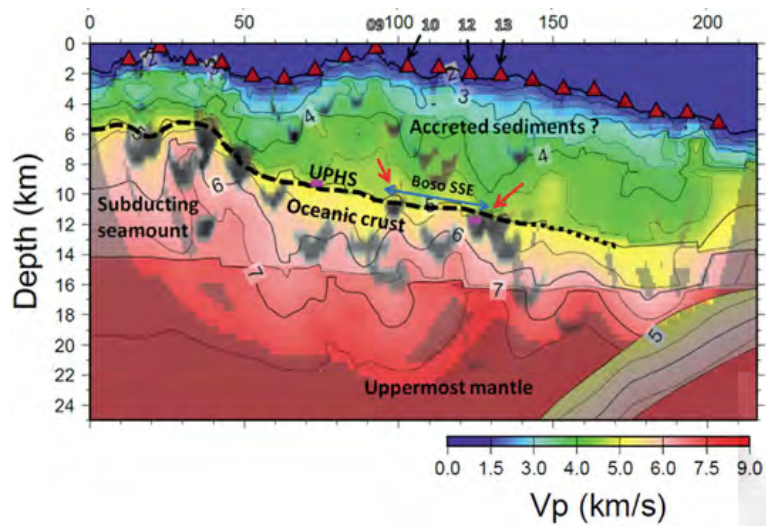 0 50 09 100 10 12 13 150 200
0
2
4
6
8
10
12
14
16
18
20
22
24
Depth (km)
2 2
3
4
Accreted sediments ?
4
UPHS
Boso SSE
6
Oceanic crust
6
Subducting
seamount
7
7
5
Uppermost mantle
0.0 1.5 3.0 4.0 5.0 6.0 7.5 9.0
Vp (km/s)